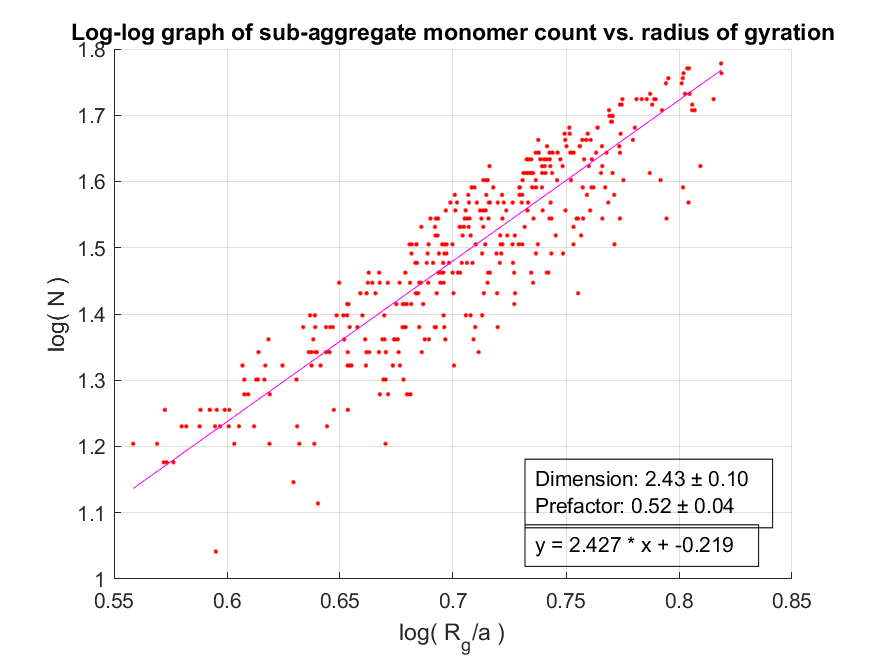 Log-log graph of sub-aggregate monomer count vs. radius of gyration
1.8
1.7
1.6
1.5
1.4
1.3
1.2
1.1
1
log( N )
Dimension: 2.43 ± 0.10
Prefactor: 0.52 ± 0.04
y = 2.427 * x + -0.219
0.55 0.6 0.65 0.7 0.75 0.8 0.85
log( R_g/a )